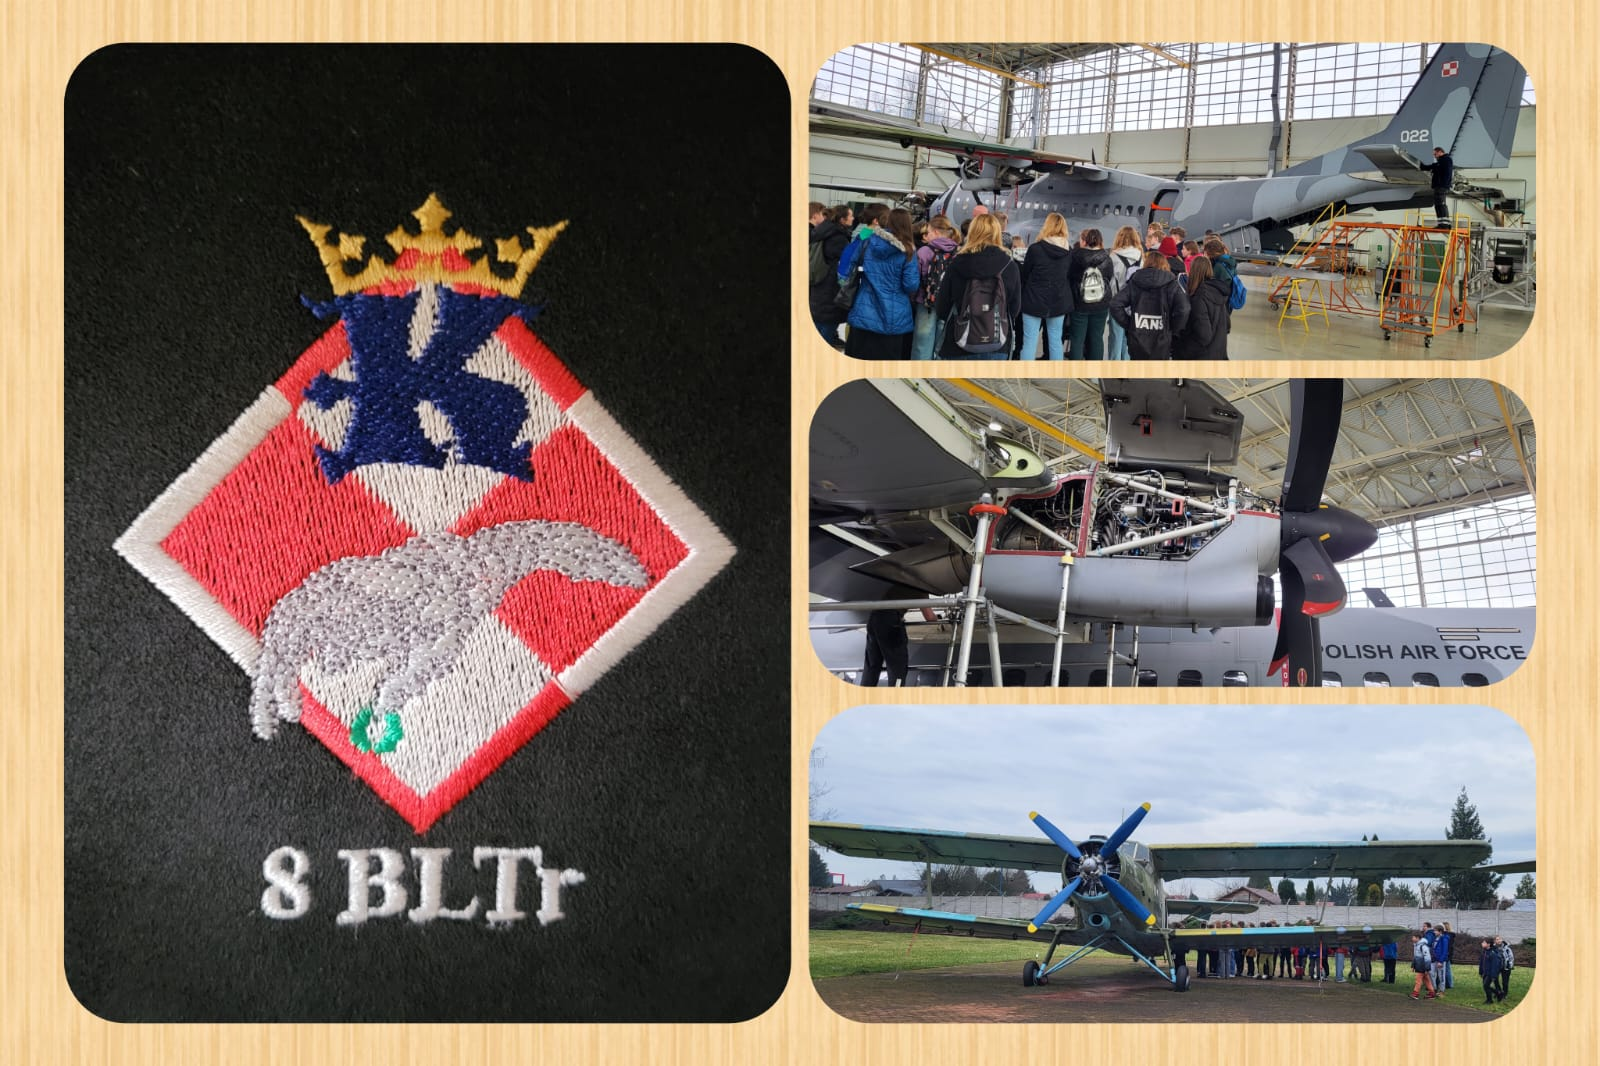 K
8 BLTr
022
VANS
POLISH AIR FORCE